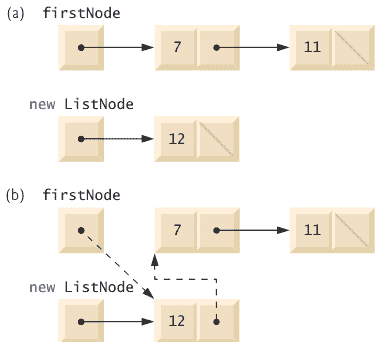 (a) firstNode
7 11
new ListNode
12
(b) firstNode
7 11
new ListNode
12